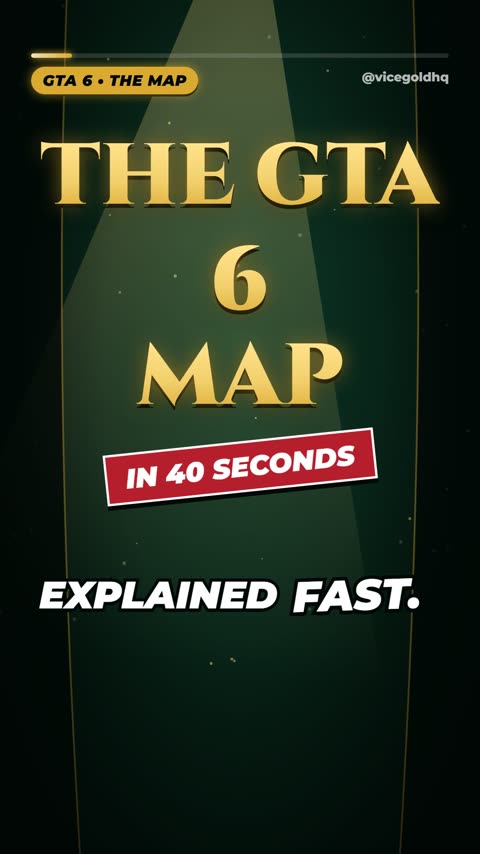 GTA 6 • THE MAP
@vicegoldhq
THE GTA
6
MAP
IN 40 SECONDS
EXPLAINED FAST.